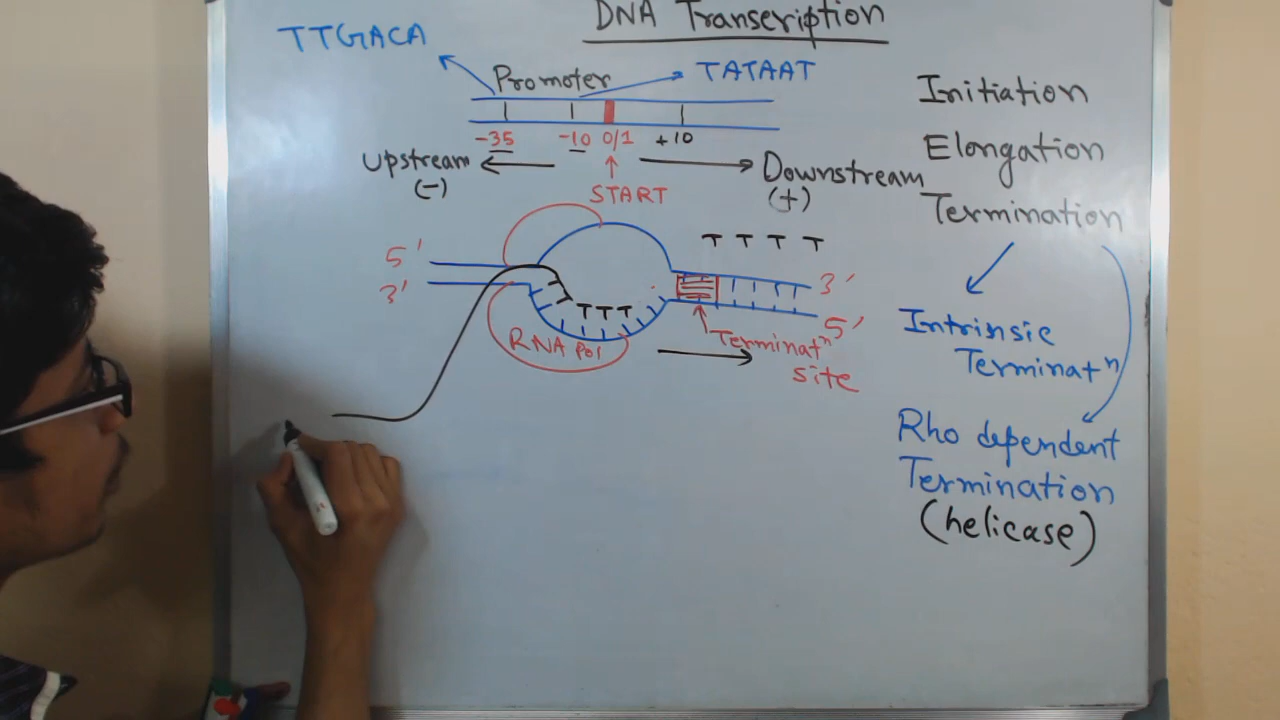 DNA Transcription
TTGACA
Promoter
TATAAT
-35 -10 0/1 +10
Upstream
(-)
START
Downstream
(+)
T T T T
5' 3'
3' 5'
T T T
RNA Pol
Terminatⁿ
site
Initiation
Elongation
Termination
Intrinsic
Terminatⁿ
Rho dependent
Termination
(helicase)